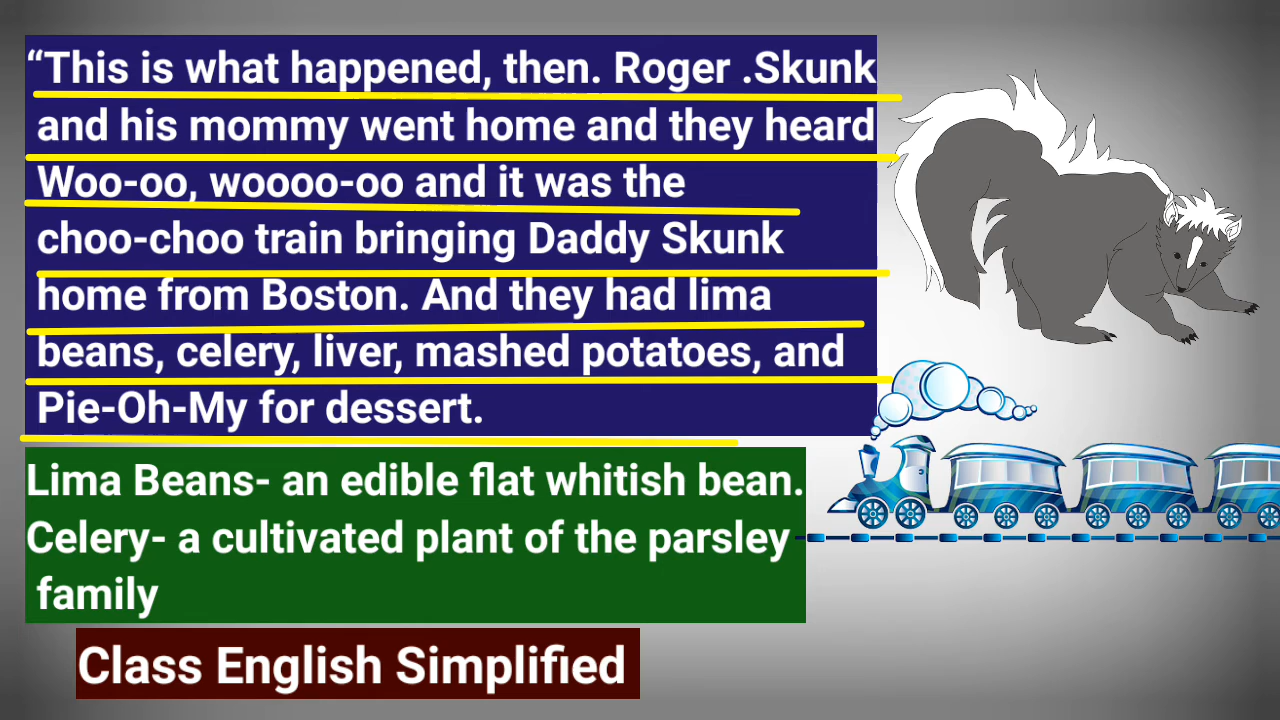 “This is what happened, then. Roger .Skunk
and his mommy went home and they heard
Woo-oo, woooo-oo and it was the
choo-choo train bringing Daddy Skunk
home from Boston. And they had lima
beans, celery, liver, mashed potatoes, and
Pie-Oh-My for dessert.
Lima Beans- an edible flat whitish bean.
Celery- a cultivated plant of the parsley
family
Class English Simplified